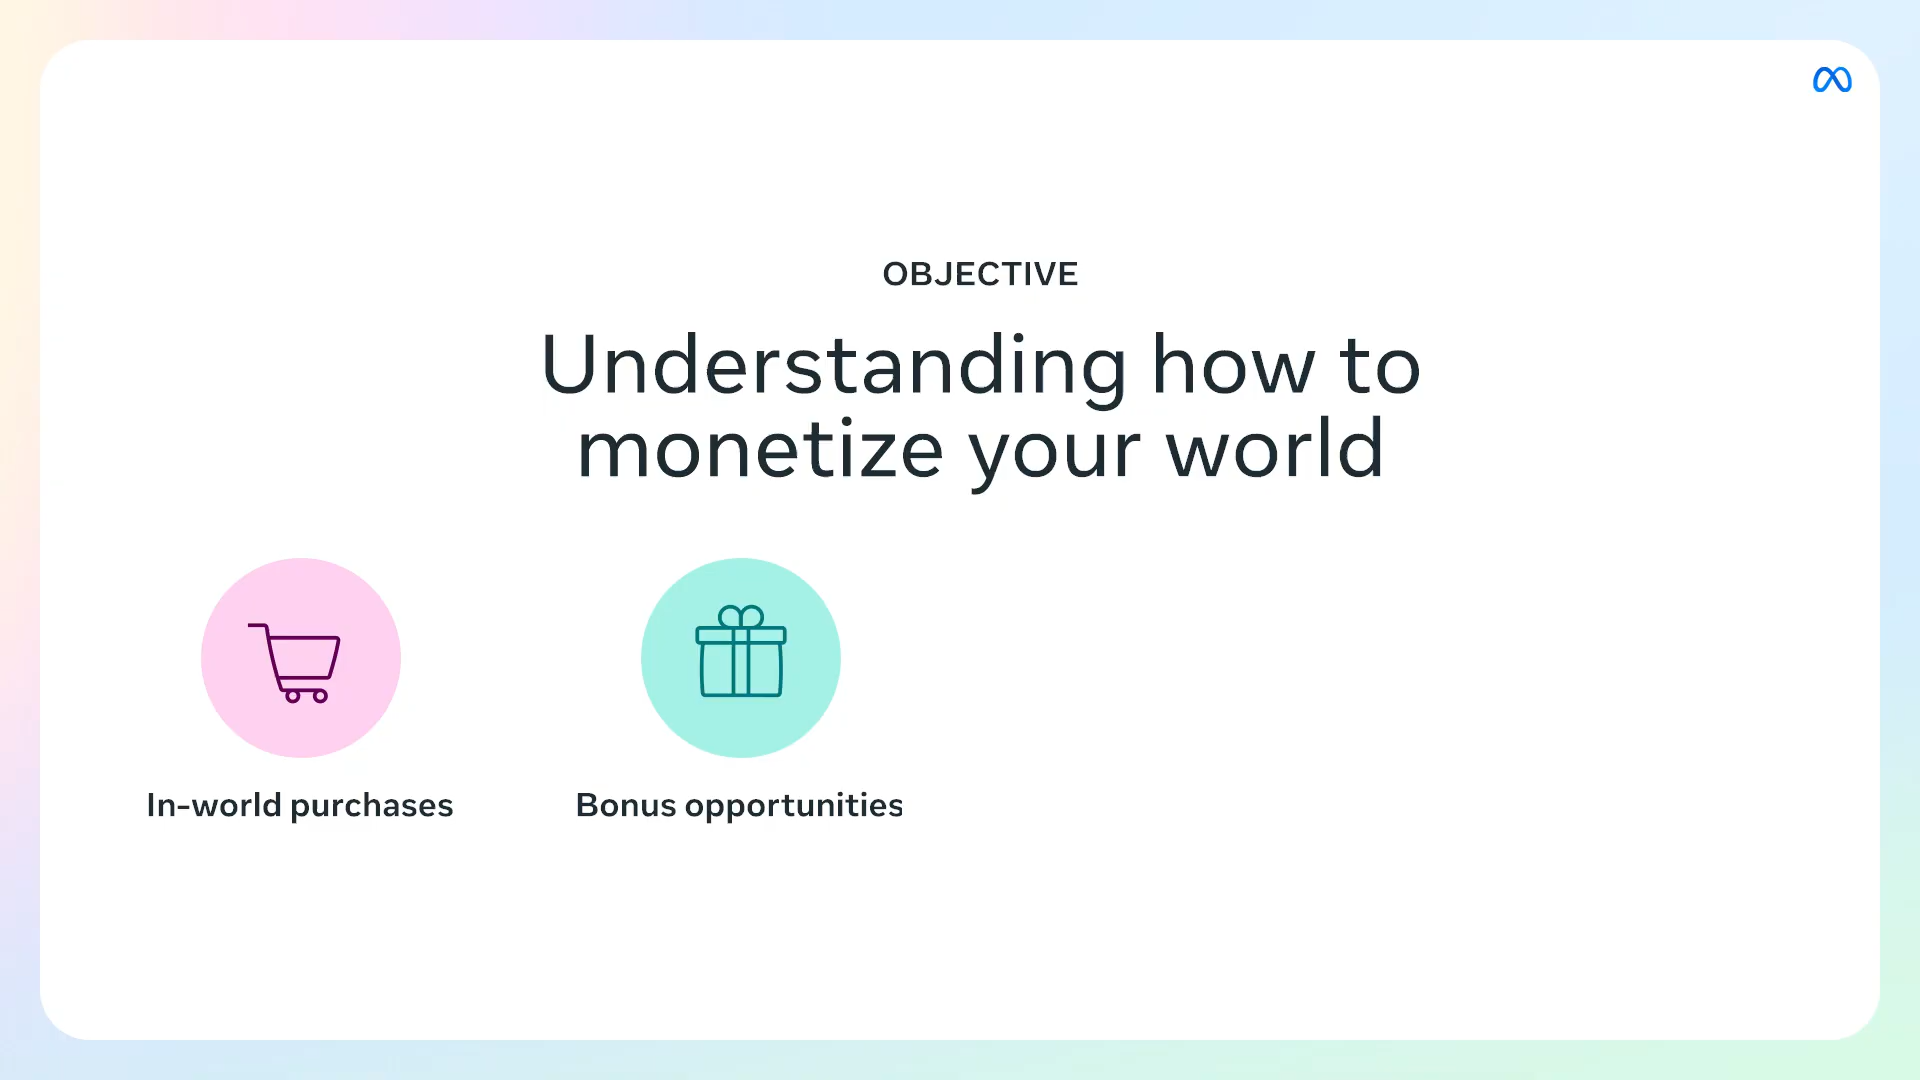 OBJECTIVE
Understanding how to
monetize your world
In-world purchases
Bonus opportunities